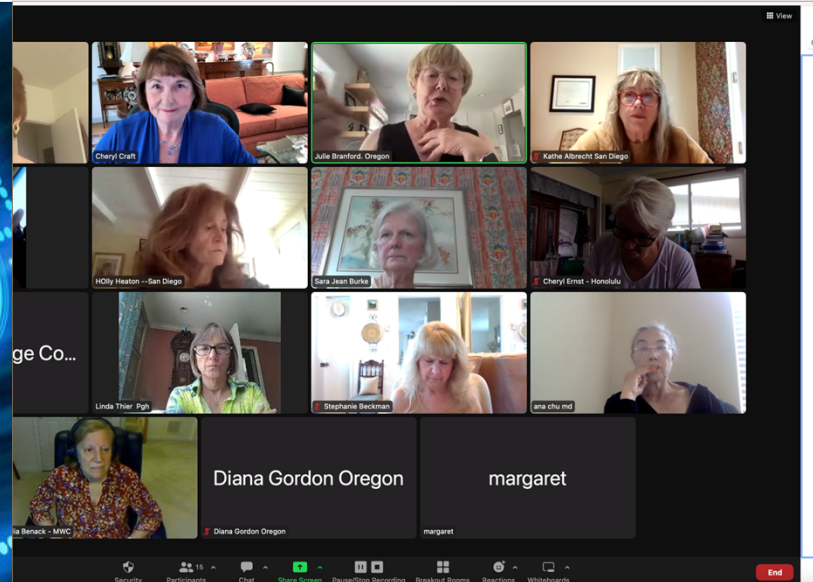 View
Cheryl Craft
Julie Branford. Oregon
Kathe Albrecht San Diego
HOlly Heaton --San Diego
Sara Jean Burke
Cheryl Ernst - Honolulu
ge Co...
Linda Thier Pgh
Stephanie Beckman
ana chu md
ia Benack - MWC
Diana Gordon Oregon
Diana Gordon Oregon
margaret
margaret
Security
Participants
15
Chat
Share Screen
Pause/Stop Recording
Breakout Rooms
Reactions
Whiteboards
End